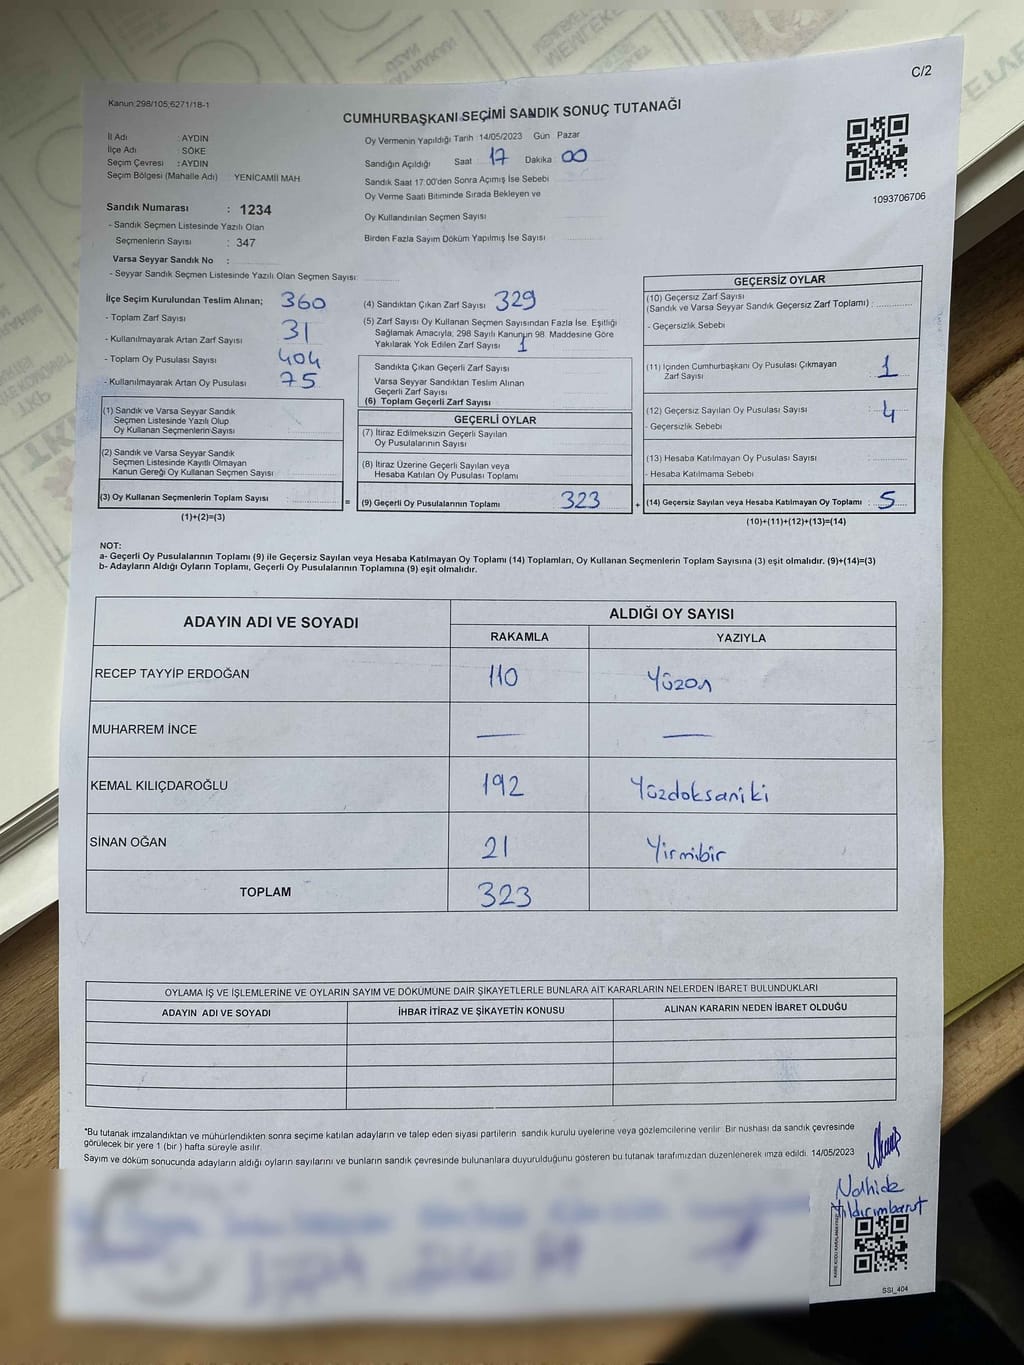 C/2
Kanun:298/105;6271/18-1
CUMHURBAŞKANI SEÇİMİ SANDIK SONUÇ TUTANAĞI
İl Adı : AYDIN
İlçe Adı : SÖKE
Seçim Çevresi : AYDIN
Seçim Bölgesi (Mahalle Adı) : YENİCAMİİ MAH.
Sandık Numarası : 1234
- Sandık Seçmen Listesinde Yazılı Olan
Seçmenlerin Sayısı : 347
Varsa Seyyar Sandık No :
- Seyyar Sandık Seçmen Listesinde Yazılı Olan Seçmen Sayısı:
Oy Vermenin Yapıldığı Tarih 14/05/2023 Gün Pazar
Sandığın Açıldığı Saat 17 Dakika 00
Sandık Saat 17:00'den Sonra Açımış İse Sebebi
Oy Verme Saati Bitiminde Sırada Bekleyen ve
Oy Kullandırılan Seçmen Sayısı
Birden Fazla Sayım Döküm Yapılmış İse Sayısı
1093706706
İlçe Seçim Kurulundan Teslim Alınan; 360
- Toplam Zarf Sayısı
- Kullanılmayarak Artan Zarf Sayısı 31
- Toplam Oy Pusulası Sayısı 404
- Kullanılmayarak Artan Oy Pusulası 75
(1) Sandık ve Varsa Seyyar Sandık
Seçmen Listesinde Yazılı Olup
Oy Kullanan Seçmenlerin Sayısı
(2) Sandık ve Varsa Seyyar Sandık
Seçmen Listesinde Kayıtlı Olmayan
Kanun Gereği Oy Kullanan Seçmen Sayısı
(3) Oy Kullanan Seçmenlerin Toplam Sayısı
(1)+(2)=(3)
=
(4) Sandıktan Çıkan Zarf Sayısı 329
(5) Zarf Sayısı Oy Kullanan Seçmen Sayısından Fazla İse, Eşitliği
Sağlamak Amacıyla; 298 Sayılı Kanunun 98. Maddesine Göre
Yakılarak Yok Edilen Zarf Sayısı 1
Sandıkta Çıkan Geçerli Zarf Sayısı
Varsa Seyyar Sandıktan Teslim Alınan
Geçerli Zarf Sayısı
(6) Toplam Geçerli Zarf Sayısı
GEÇERLİ OYLAR
(7) İtiraz Edilmeksizin Geçerli Sayılan
Oy Pusulalarının Sayısı
(8) İtiraz Üzerine Geçerli Sayılan veya
Hesaba Katılan Oy Pusulaları Toplamı
(9) Geçerli Oy Pusulalarının Toplamı 323
+
GEÇERSİZ OYLAR
(10) Geçersiz Zarf Sayısı
(Sandık ve Varsa Seyyar Sandık Geçersiz Zarf Toplamı) :
- Geçersizlik Sebebi
(11) İçinden Cumhurbaşkanı Oy Pusulası Çıkmayan
Zarf Sayısı 1
(12) Geçersiz Sayılan Oy Pusulası Sayısı : 4
- Geçersizlik Sebebi
(13) Hesaba Katılmayan Oy Pusulası Sayısı :
- Hesaba Katılmama Sebebi
(14) Geçersiz Sayılan veya Hesaba Katılmayan Oy Toplamı : 5
(10)+(11)+(12)+(13)=(14)
NOT:
a- Geçerli Oy Pusulalarının Toplamı (9) ile Geçersiz Sayılan veya Hesaba Katılmayan Oy Toplamı (14) Toplamları, Oy Kullanan Seçmenlerin Toplam Sayısına (3) eşit olmalıdır. (9)+(14)=(3)
b- Adayların Aldığı Oyların Toplamı, Geçerli Oy Pusulalarının Toplamına (9) eşit olmalıdır.
ADAYIN ADI VE SOYADI
ALDIĞI OY SAYISI
RAKAMLA YAZIYLA
RECEP TAYYİP ERDOĞAN 110 Yüzon
MUHARREM İNCE — —
KEMAL KILIÇDAROĞLU 192 Yüzdoksaniki
SİNAN OĞAN 21 Yirmibir
TOPLAM 323
OYLAMA İŞ VE İŞLEMLERİNE VE OYLARIN SAYIM VE DÖKÜMÜNE DAİR ŞİKAYETLERLE BUNLARA AİT KARARLARIN NELERDEN İBARET BULUNDUKLARI
ADAYIN ADI VE SOYADI İHBAR İTİRAZ VE ŞİKAYETİN KONUSU ALINAN KARARIN NEDEN İBARET OLDUĞU
*Bu tutanak imzalandıktan ve mühürlendikten sonra seçime katılan adayların ve talep eden siyasi partilerin sandık kurulu üyelerine veya gözlemcilerine verilir. Bir nüshası da sandık çevresinde
görülecek bir yere 1 (bir ) hafta süreyle asılır.
Sayım ve döküm sonucunda adayların aldığı oyların sayılarını ve bunların sandık çevresinde bulunanlara duyurulduğunu gösteren bu tutanak tarafımızdan düzenlenerek imza edildi. 14/05/2023
Nahide
Yıldırımbarut
SSI_404